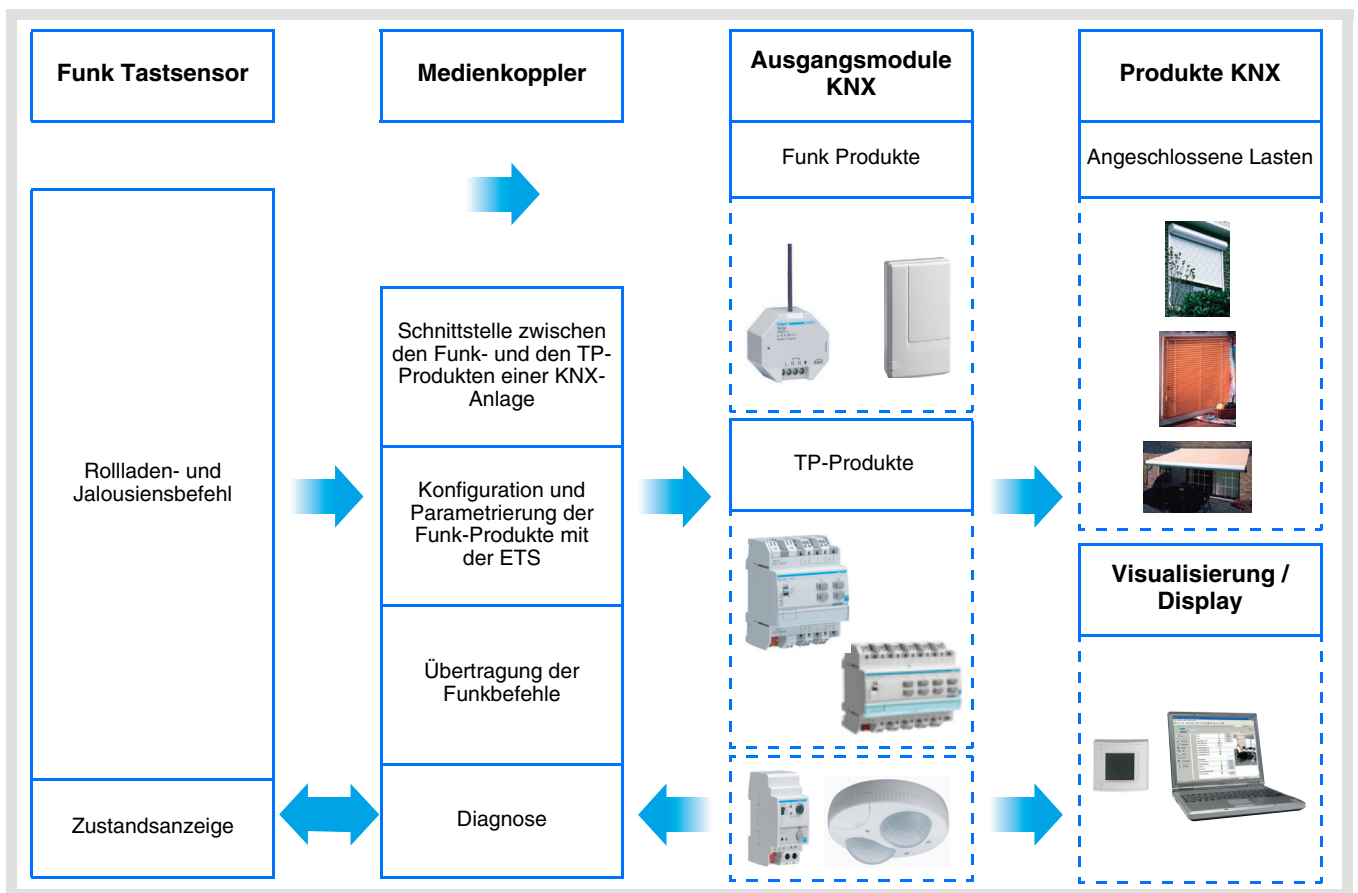 Funk Tastsensor
Medienkoppler
Ausgangsmodule
KNX
Produkte KNX
Funk Produkte
Angeschlossene Lasten
Schnittstelle zwischen
den Funk- und den TP-
Produkten einer KNX-
Anlage
Rollladen- und
Jalousiensbefehl
Konfiguration und
Parametrierung der
Funk-Produkte mit
der ETS
TP-Produkte
Visualisierung /
Display
Übertragung der
Funkbefehle
Zustandsanzeige
Diagnose